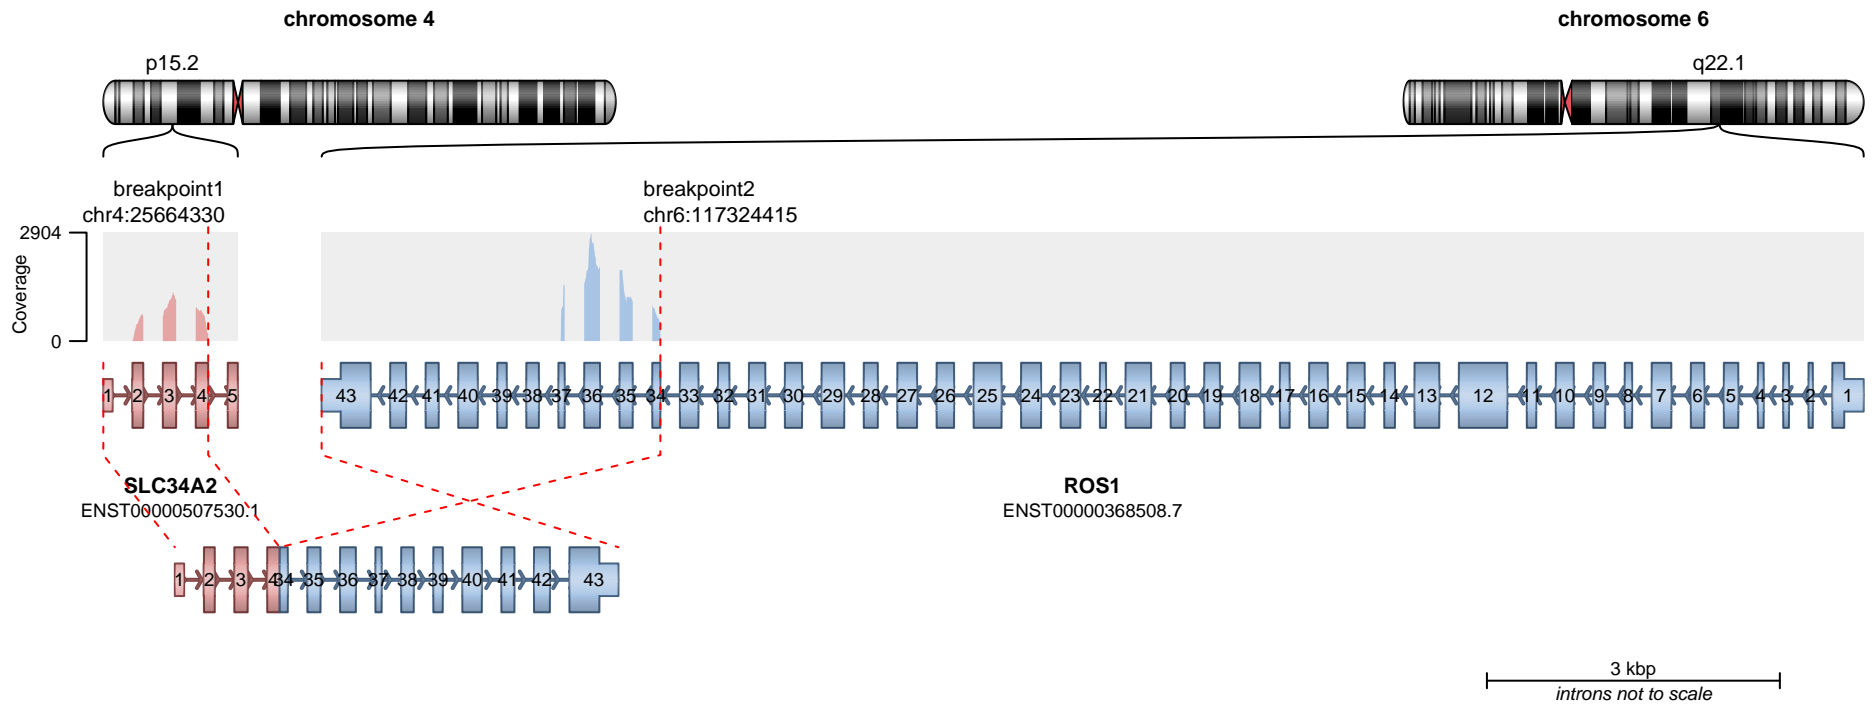 chromosome 4
chromosome 6
p15.2
q22.1
breakpoint1
chr4:25664330
breakpoint2
chr6:117324415
2904
Coverage
0
1 2 3 4 5
43 42 41 40 39 38 37 36 35 34 33 32 31 30 29 28 27 26 25 24 23 22 21 20 19 18 17 16 15 14 13 12 11 10 9 8 7 6 5 4 3 2 1
SLC34A2
ENST00000507530.1
ROS1
ENST00000368508.7
1 2 3 4 34 35 36 37 38 39 40 41 42 43
3 kbp
introns not to scale